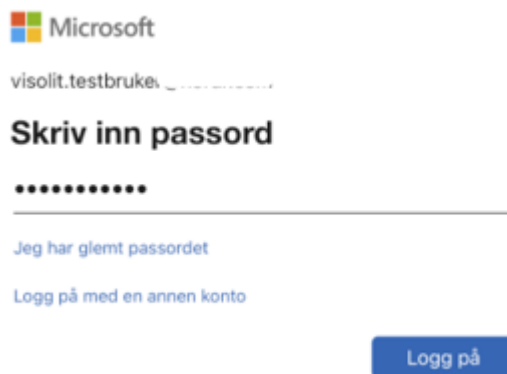 Microsoft
Skriv inn passord
•••••••••••
Jeg har glemt passordet
Logg på med en annen konto
Logg på